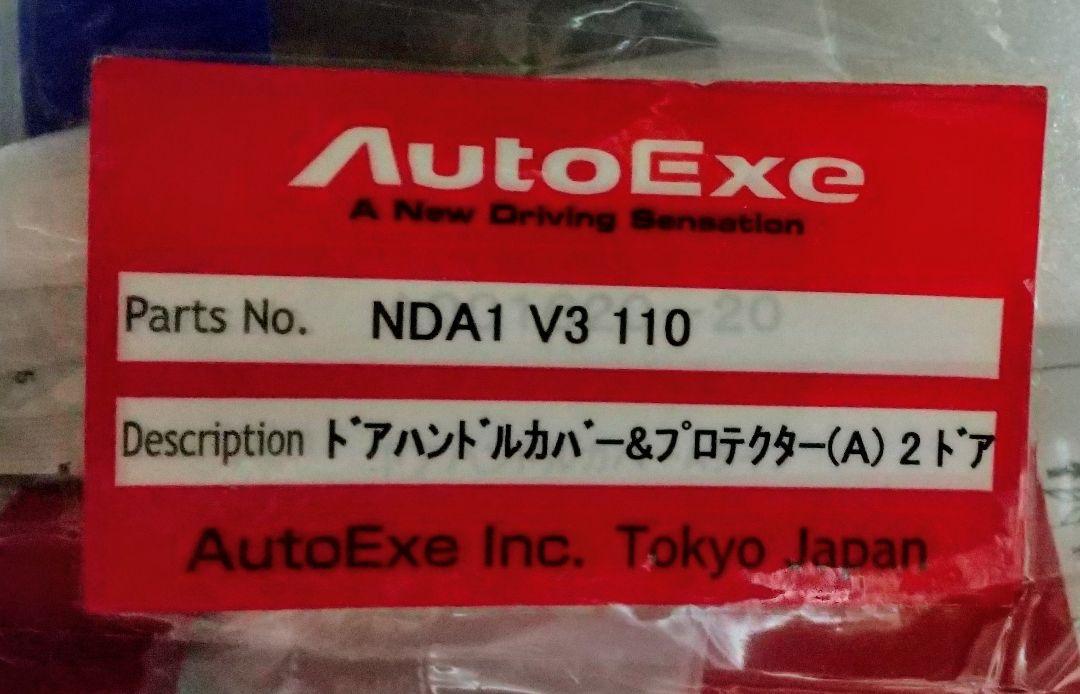 AutoExe
A New Driving Sensation
Parts No. NDA1 V3 110
Description ﾄﾞｱﾊﾝﾄﾞﾙｶﾊﾞｰ&ﾌﾟﾛﾃｸﾀｰ(A) 2 ﾄﾞｱ
AutoExe Inc. Tokyo Japan